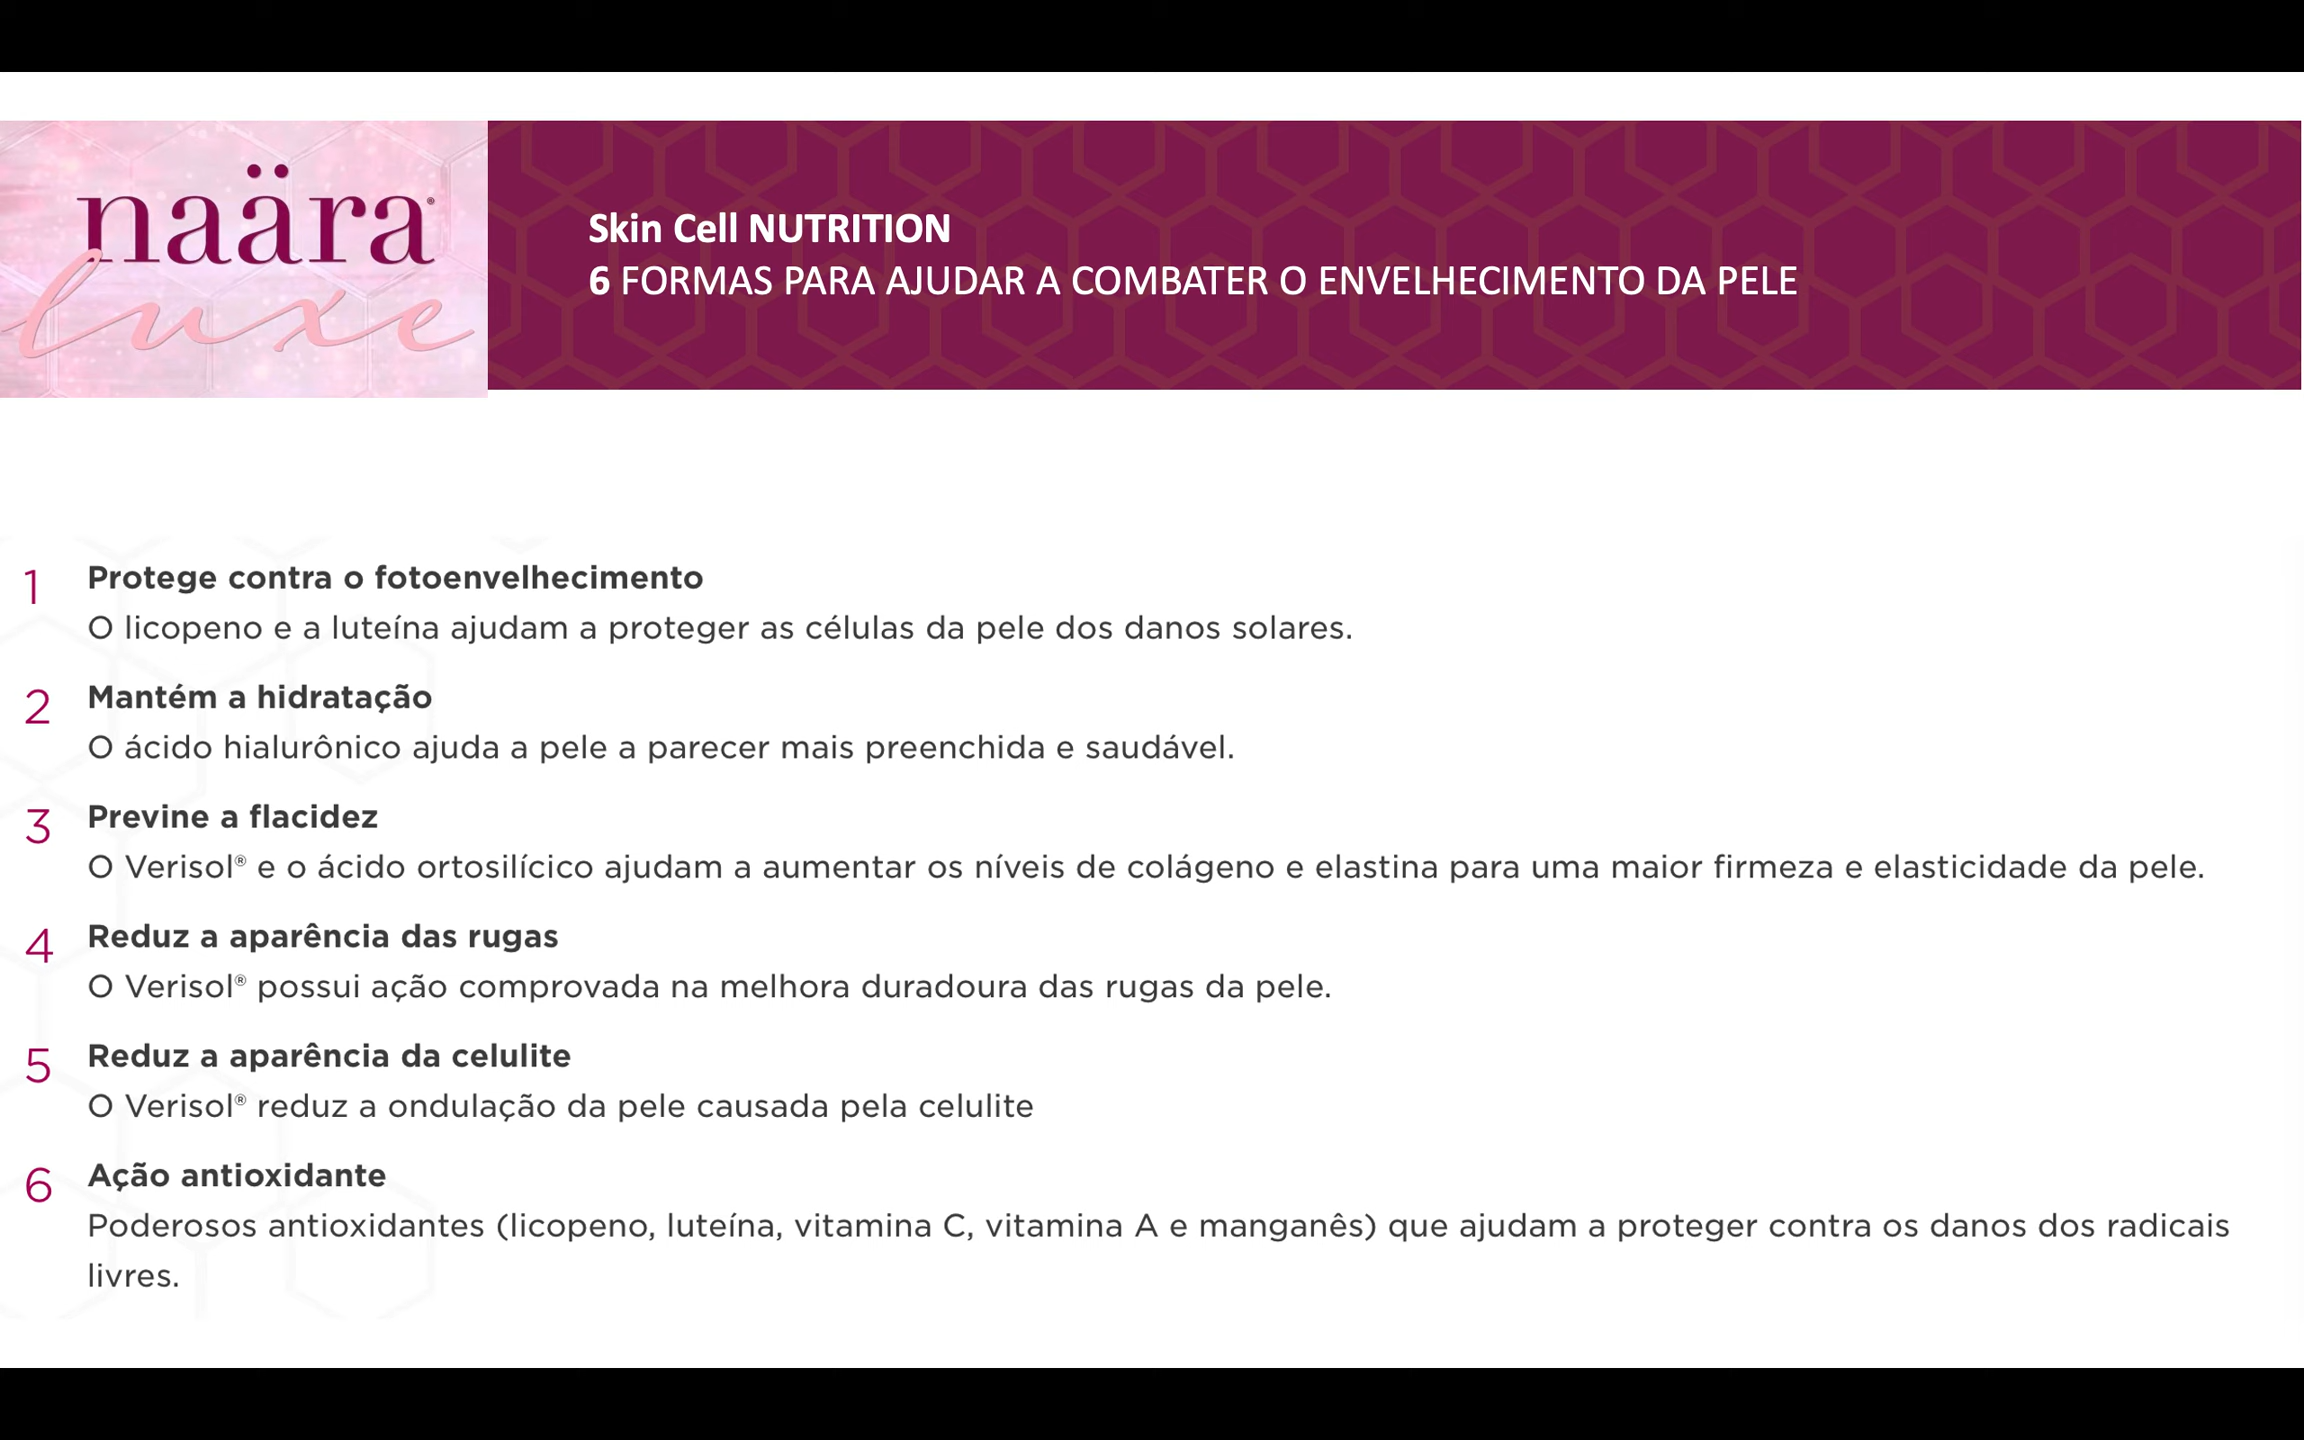 naära®
luxe
Skin Cell NUTRITION
6 FORMAS PARA AJUDAR A COMBATER O ENVELHECIMENTO DA PELE
1 Protege contra o fotoenvelhecimento
O licopeno e a luteína ajudam a proteger as células da pele dos danos solares.
2 Mantém a hidratação
O ácido hialurônico ajuda a pele a parecer mais preenchida e saudável.
3 Previne a flacidez
O Verisol® e o ácido ortosilícico ajudam a aumentar os níveis de colágeno e elastina para uma maior firmeza e elasticidade da pele.
4 Reduz a aparência das rugas
O Verisol® possui ação comprovada na melhora duradoura das rugas da pele.
5 Reduz a aparência da celulite
O Verisol® reduz a ondulação da pele causada pela celulite
6 Ação antioxidante
Poderosos antioxidantes (licopeno, luteína, vitamina C, vitamina A e manganês) que ajudam a proteger contra os danos dos radicais
livres.